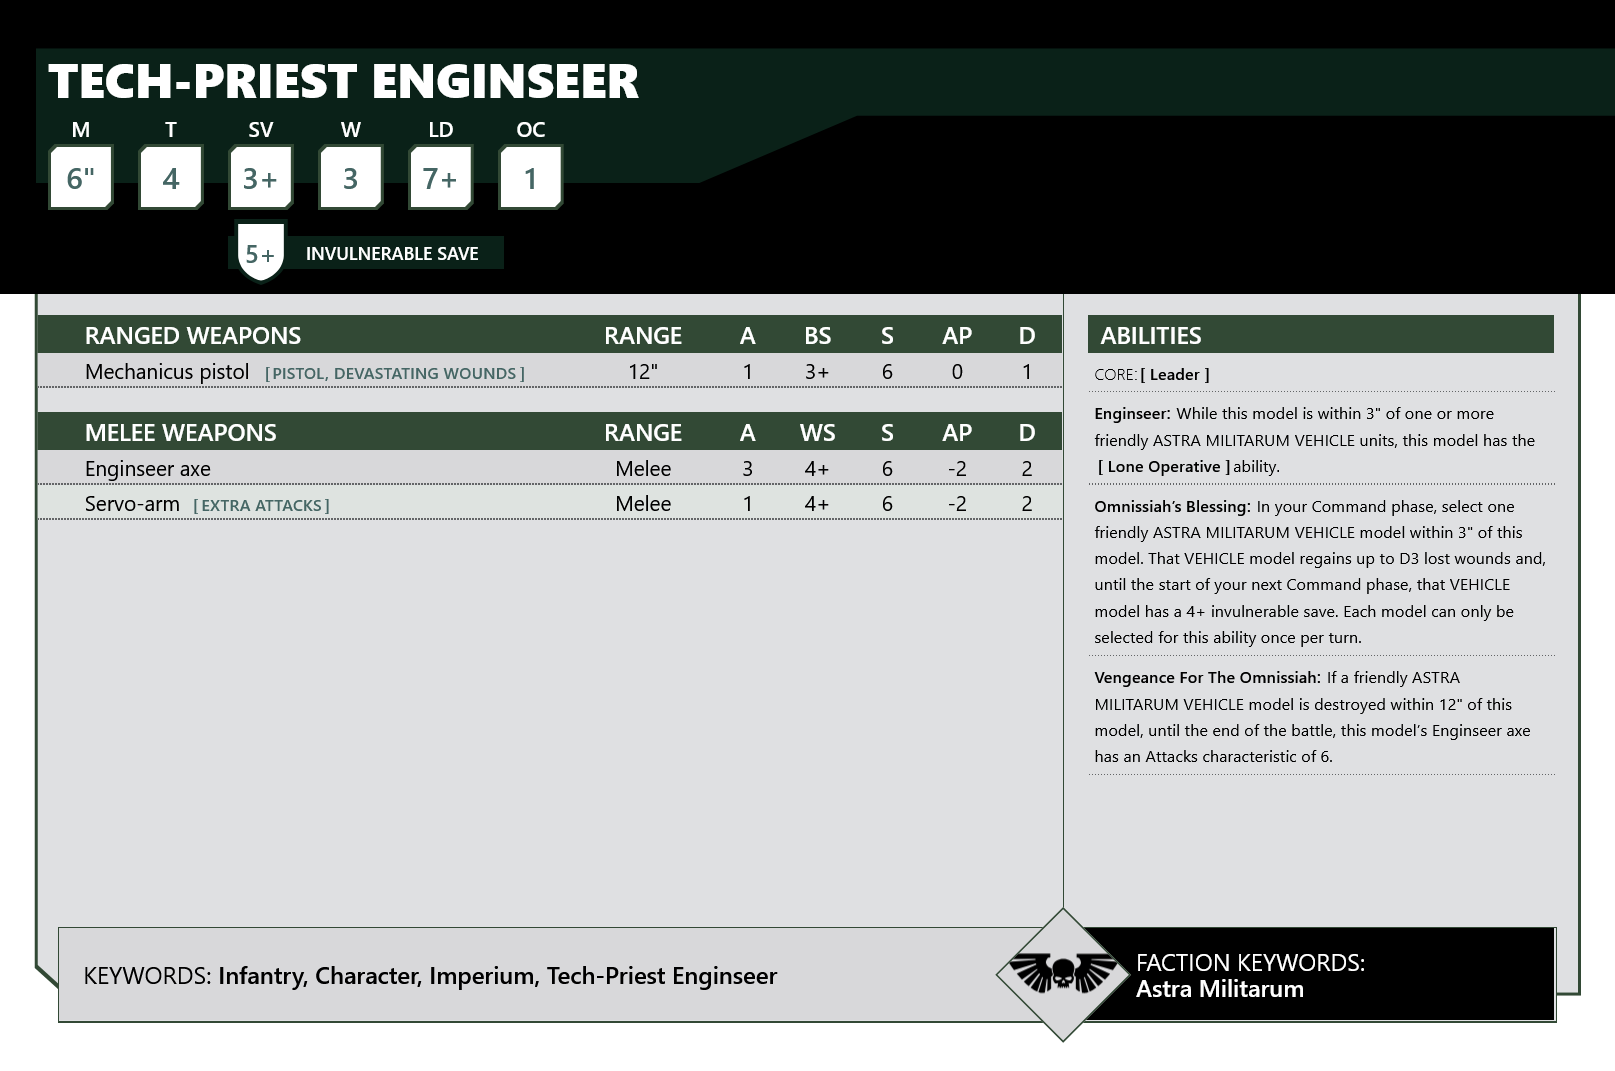 TECH-PRIEST ENGINSEER
M T SV W LD OC
6" 4 3+ 3 7+ 1
5+ INVULNERABLE SAVE
RANGED WEAPONS RANGE A BS S AP D
Mechanicus pistol [PISTOL, DEVASTATING WOUNDS] 12" 1 3+ 6 0 1
MELEE WEAPONS RANGE A WS S AP D
Enginseer axe Melee 3 4+ 6 -2 2
Servo-arm [EXTRA ATTACKS] Melee 1 4+ 6 -2 2
ABILITIES
CORE: [ Leader ]
Enginseer: While this model is within 3" of one or more
friendly ASTRA MILITARUM VEHICLE units, this model has the
[ Lone Operative ] ability.
Omnissiah's Blessing: In your Command phase, select one
friendly ASTRA MILITARUM VEHICLE model within 3" of this
model. That VEHICLE model regains up to D3 lost wounds and,
until the start of your next Command phase, that VEHICLE
model has a 4+ invulnerable save. Each model can only be
selected for this ability once per turn.
Vengeance For The Omnissiah: If a friendly ASTRA
MILITARUM VEHICLE model is destroyed within 12" of this
model, until the end of the battle, this model's Enginseer axe
has an Attacks characteristic of 6.
KEYWORDS: Infantry, Character, Imperium, Tech-Priest Enginseer
FACTION KEYWORDS:
Astra Militarum